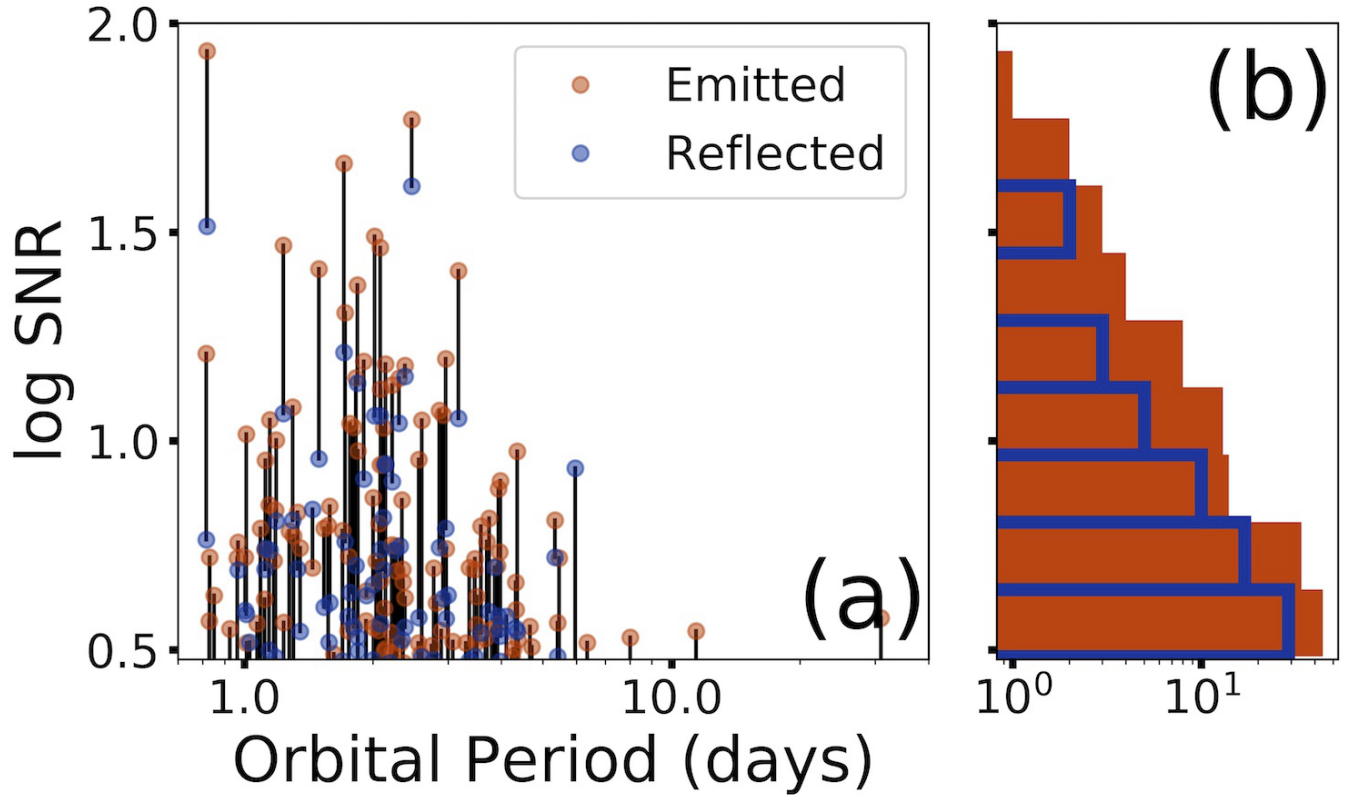 2.0
1.5
1.0
0.5
log SNR
Emitted
Reflected
(a)
1.0 10.0
Orbital Period (days)
(b)
10⁰ 10¹